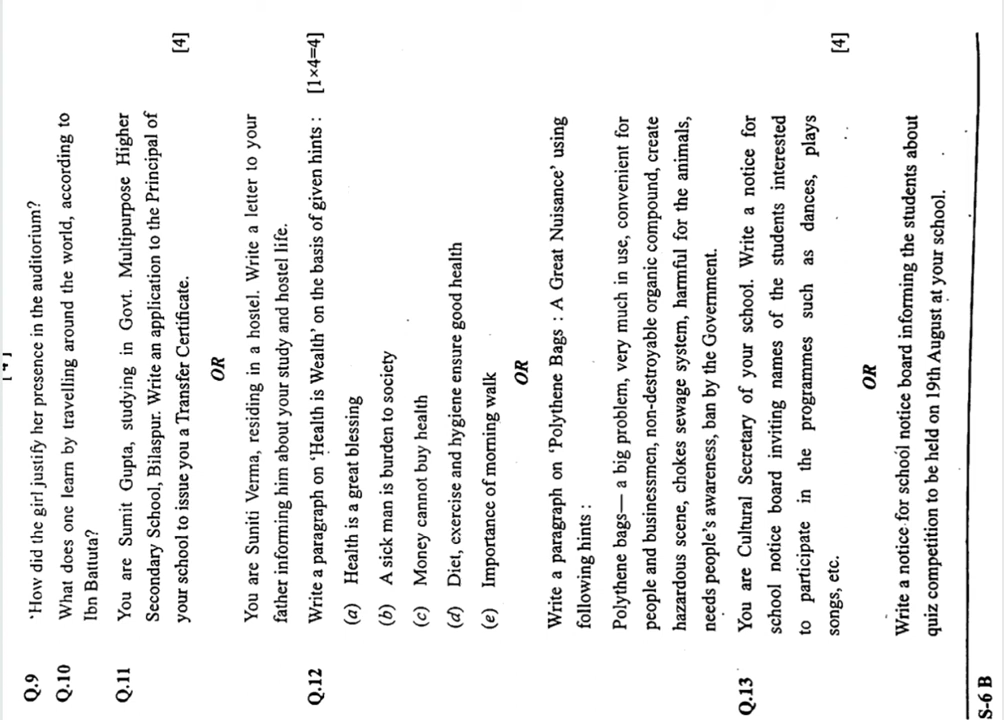 Q.9 'How did the girl justify her presence in the auditorium?
Q.10 What does one learn by travelling around the world, according to
Ibn Battuta?
Q.11 You are Sumit Gupta, studying in Govt. Multipurpose Higher
Secondary School, Bilaspur. Write an application to the Principal of
your school to issue you a Transfer Certificate. [4]
OR
You are Suniti Verma, residing in a hostel. Write a letter to your
father informing him about your study and hostel life.
Q.12 Write a paragraph on 'Health is Wealth' on the basis of given hints : [1×4=4]
(a) Health is a great blessing
(b) A sick man is burden to society
(c) Money cannot buy health
(d) Diet, exercise and hygiene ensure good health
(e) Importance of morning walk
OR
Write a paragraph on 'Polythene Bags : A Great Nuisance' using
following hints :
Polythene bags— a big problem, very much in use, convenient for
people and businessmen, non-destroyable organic compound, create
hazardous scene, chokes sewage system, harmful for the animals,
needs people's awareness, ban by the Government.
Q.13 You are Cultural Secretary of your school. Write a notice for
school notice board inviting names of the students interested
to participate in the programmes such as dances, plays
songs, etc. [4]
OR
Write a notice for school notice board informing the students about
quiz competition to be held on 19th August at your school.
S-6 B